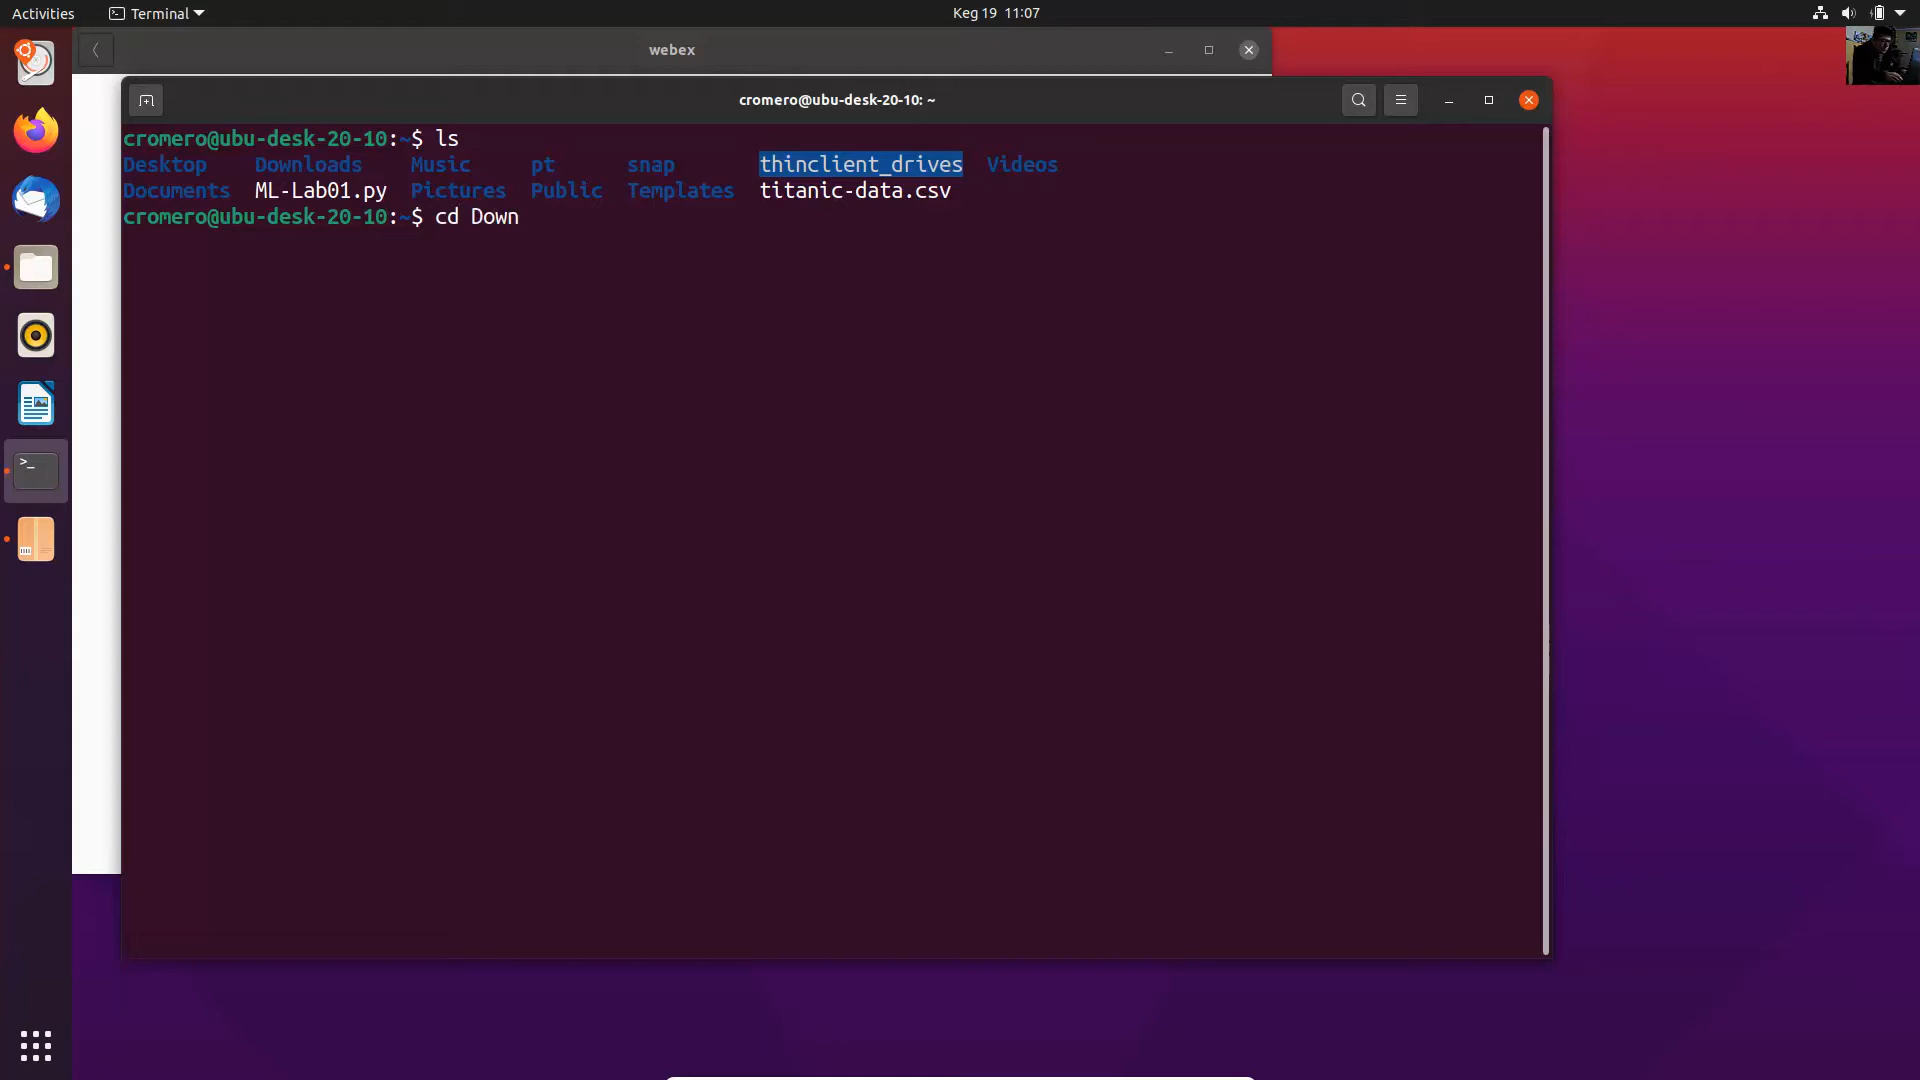 Activities Terminal Keg 19 11:07
webex
cromero@ubu-desk-20-10: ~
cromero@ubu-desk-20-10:~$ ls
Desktop Downloads Music pt snap thinclient_drives Videos
Documents ML-Lab01.py Pictures Public Templates titanic-data.csv
cromero@ubu-desk-20-10:~$ cd Down